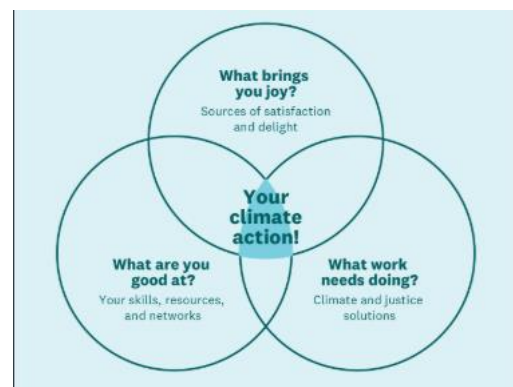 What brings
you joy?
Sources of satisfaction
and delight
Your
climate
action!
What are you
good at?
Your skills, resources,
and networks
What work
needs doing?
Climate and justice
solutions